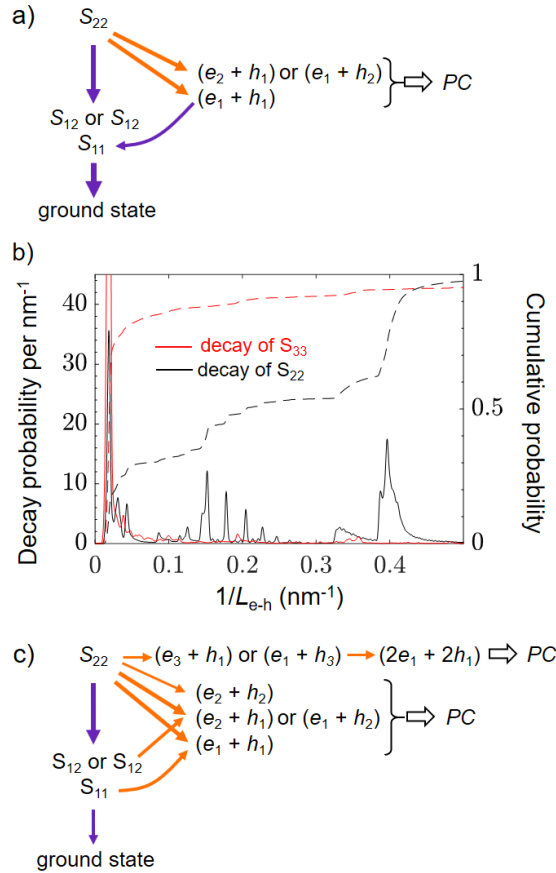 a)
S22
(e2 + h1) or (e1 + h2)
(e1 + h1)
PC
S12 or S12
S11
ground state
b)
Decay probability per nm-1
40
30
20
10
0
decay of S33
decay of S22
1
0.5
0
Cumulative probability
0 0.1 0.2 0.3 0.4
1/Le-h (nm-1)
c)
S22 (e3 + h1) or (e1 + h3) (2e1 + 2h1) PC
(e2 + h2)
(e2 + h1) or (e1 + h2) PC
(e1 + h1)
S12 or S12
S11
ground state